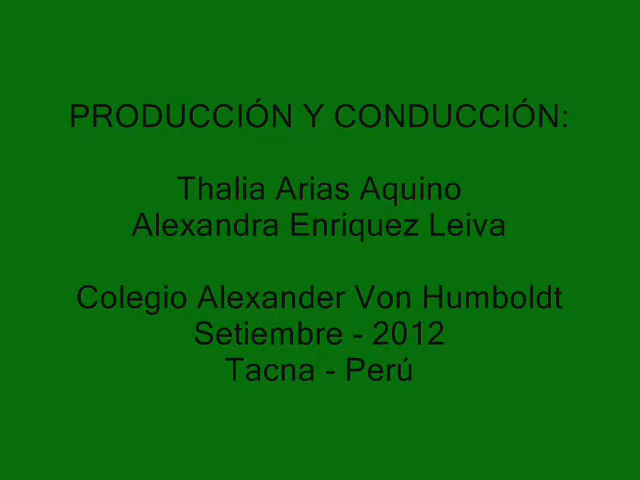 PRODUCCIÓN Y CONDUCCIÓN:
Thalia Arias Aquino
Alexandra Enriquez Leiva
Colegio Alexander Von Humboldt
Setiembre - 2012
Tacna - Perú